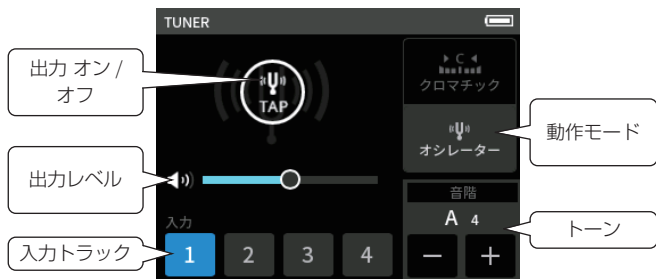 TUNER
出力 オン /
オフ
TAP
C
クロマチック
オシレーター
動作モード
出力レベル
音階
A 4
トーン
入力
入力トラック
1 2 3 4
− +